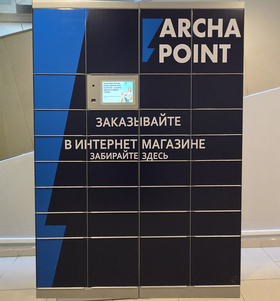 ARCHA
POINT
ЗАКАЗЫВАЙТЕ
В ИНТЕРНЕТ МАГАЗИНЕ
ЗАБИРАЙТЕ ЗДЕСЬ